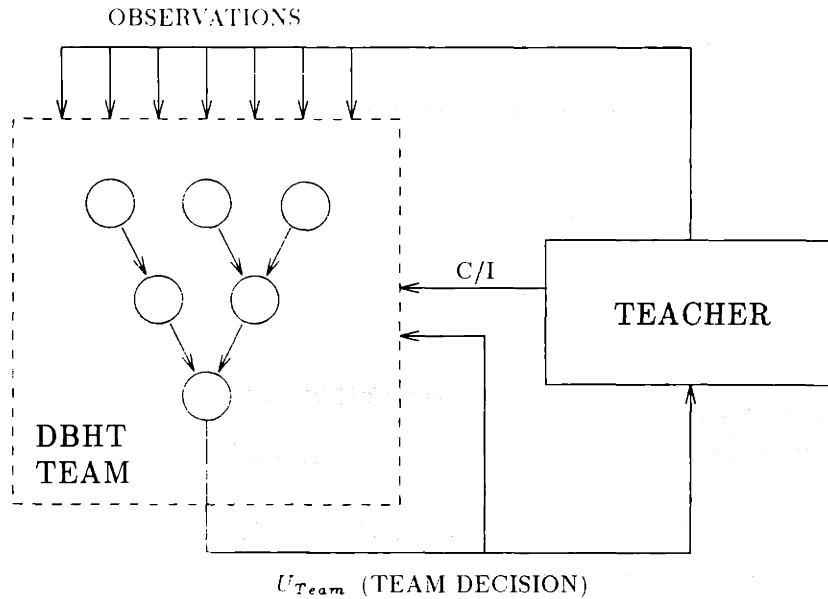 OBSERVATIONS
C/I
TEACHER
DBHT
TEAM
U_Team (TEAM DECISION)